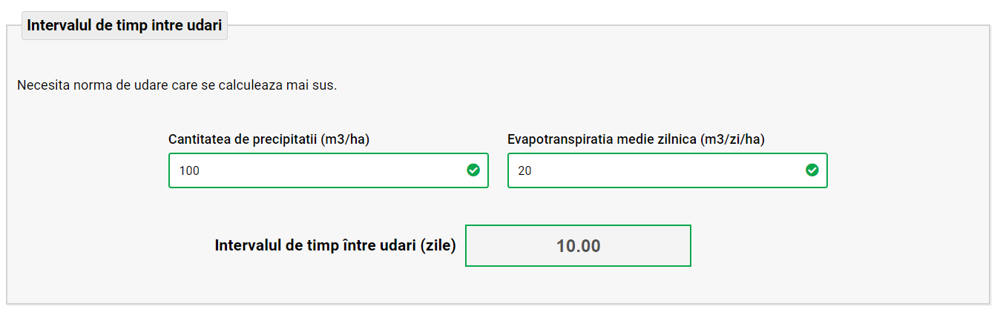 Intervalul de timp intre udari
Necesita norma de udare care se calculeaza mai sus.
Cantitatea de precipitatii (m3/ha) Evapotranspiratia medie zilnica (m3/zi/ha)
100 20
Intervalul de timp între udari (zile) 10.00